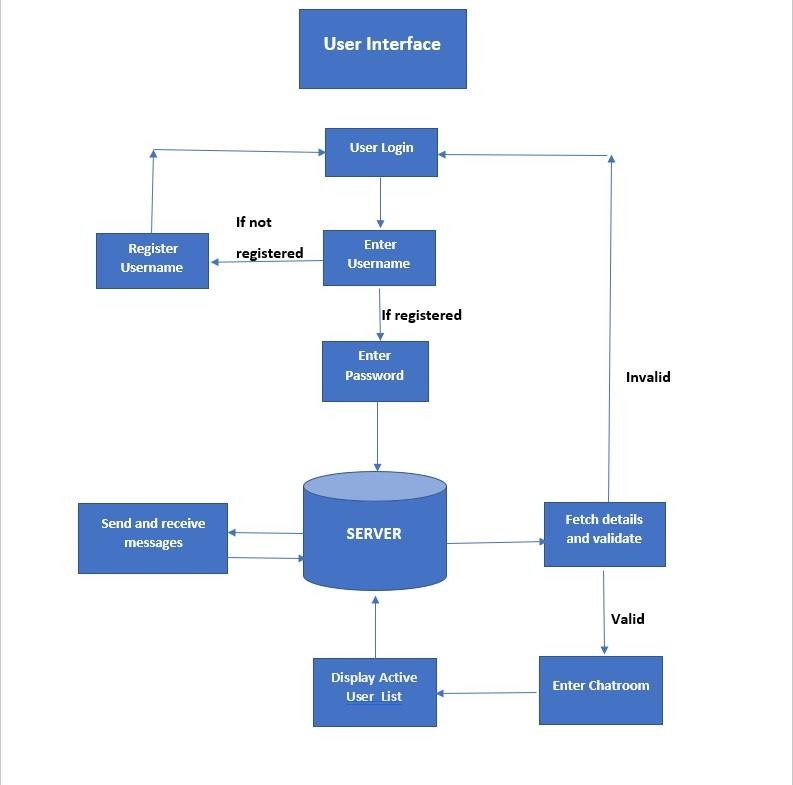 User Interface
User Login
If not
registered
Register
Username
Enter
Username
If registered
Enter
Password
Invalid
Send and receive
messages
SERVER
Fetch details
and validate
Valid
Display Active
User List
Enter Chatroom